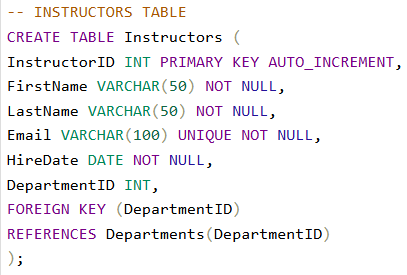 -- INSTRUCTORS TABLE
CREATE TABLE Instructors (
InstructorID INT PRIMARY KEY AUTO_INCREMENT,
FirstName VARCHAR(50) NOT NULL,
LastName VARCHAR(50) NOT NULL,
Email VARCHAR(100) UNIQUE NOT NULL,
HireDate DATE NOT NULL,
DepartmentID INT,
FOREIGN KEY (DepartmentID)
REFERENCES Departments(DepartmentID)
);